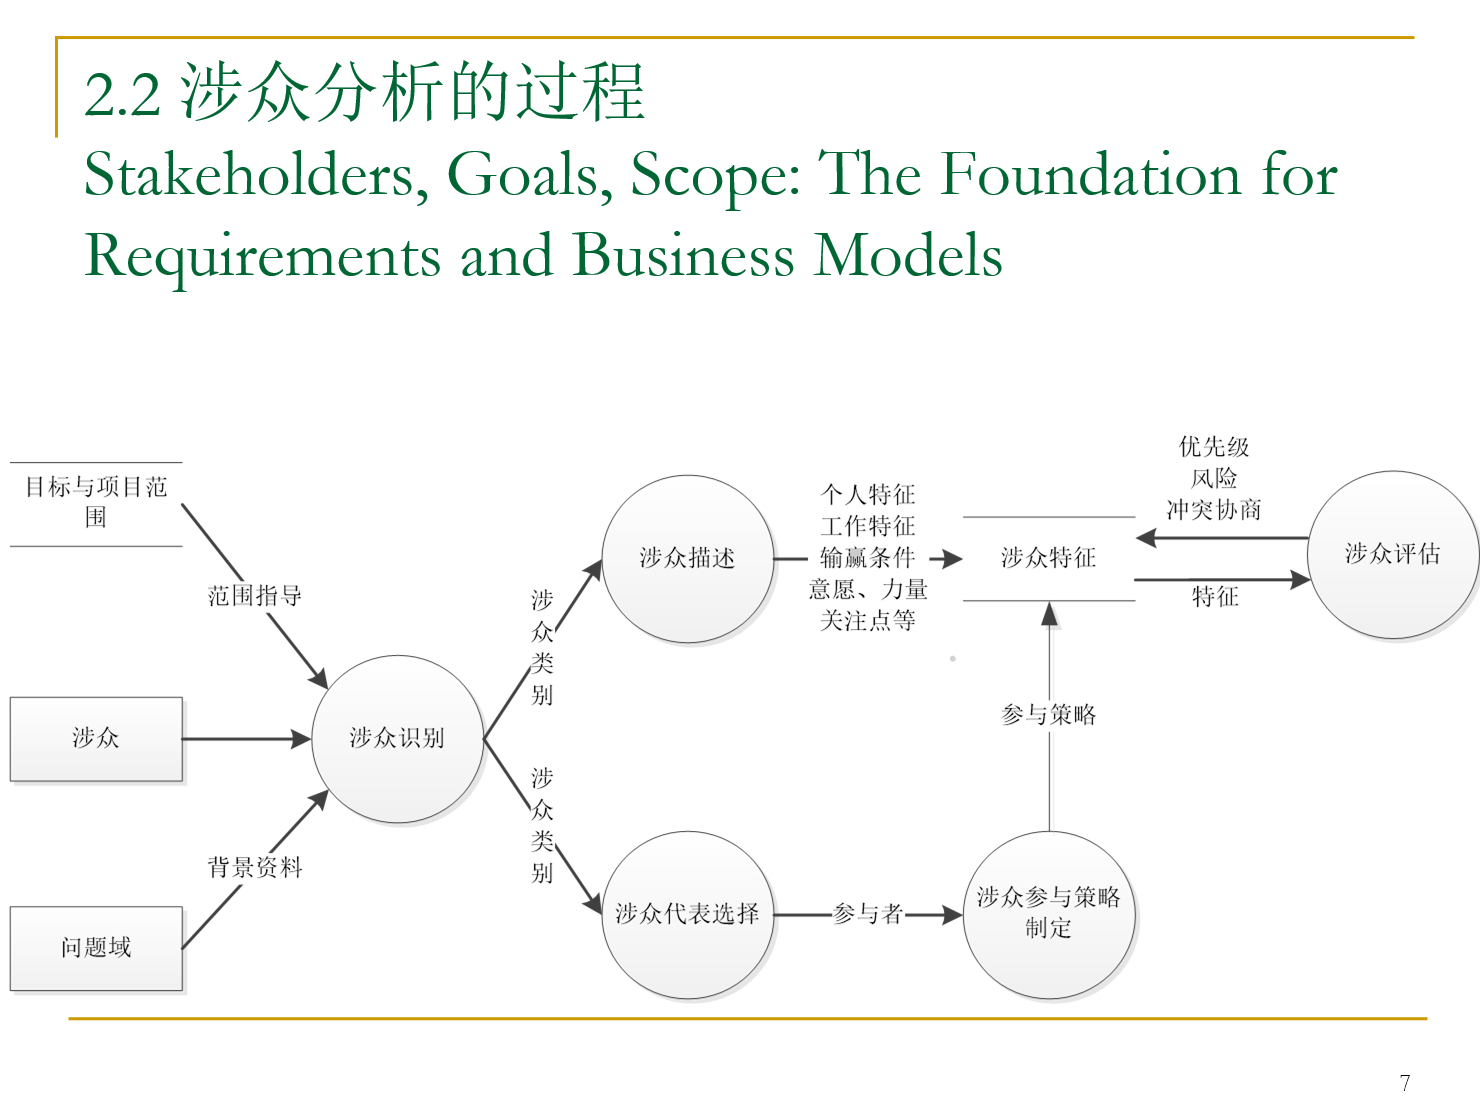 2.2 涉众分析的过程
Stakeholders, Goals, Scope: The Foundation for
Requirements and Business Models
目标与项目范
围
范围指导
涉众
背景资料
问题域
涉众识别
涉
众
类
别
涉
众
类
别
涉众描述
涉众代表选择
个人特征
工作特征
输赢条件
意愿、力量
关注点等
参与者
涉众特征
参与策略
涉众参与策略
制定
优先级
风险
冲突协商
特征
涉众评估
7